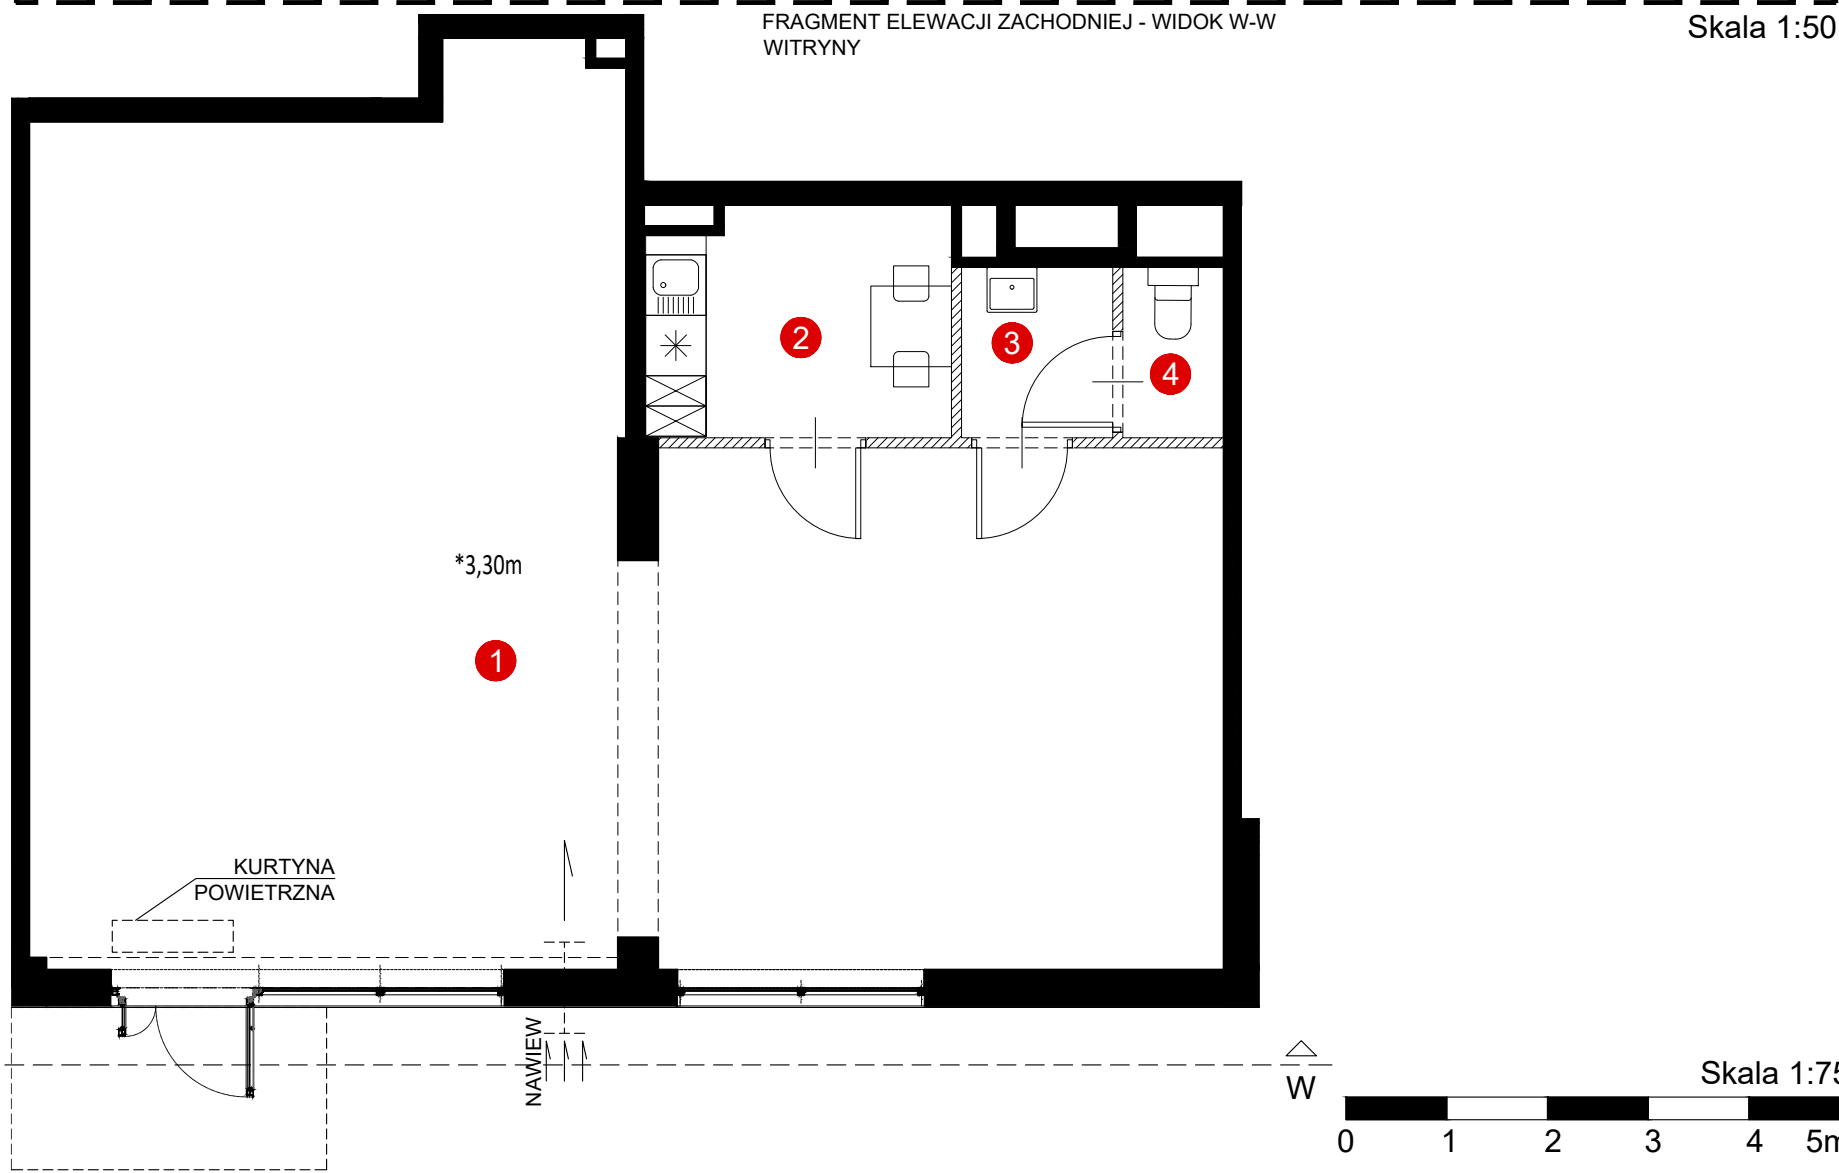 FRAGMENT ELEWACJI ZACHODNIEJ - WIDOK W-W
WITRYNY
Skala 1:50
2
3
4
*3,30m
1
KURTYNA
POWIETRZNA
NAWIEW
W
Skala 1:75
0 1 2 3 4 5m